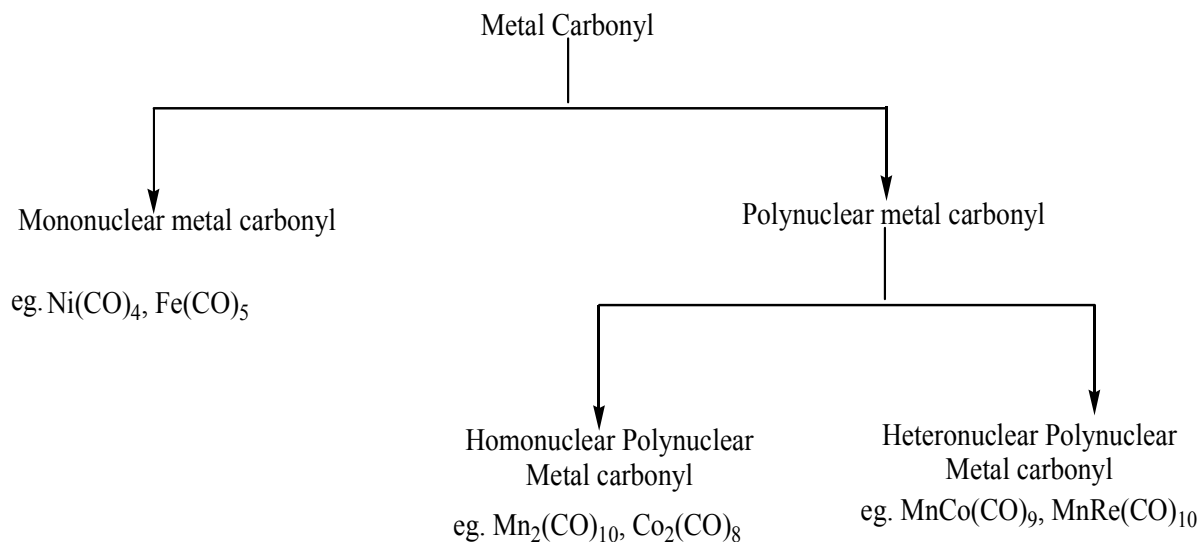 Metal Carbonyl
Mononuclear metal carbonyl
Polynuclear metal carbonyl
eg. Ni(CO)₄, Fe(CO)₅
Homonuclear Polynuclear
Metal carbonyl
eg. Mn₂(CO)₁₀, Co₂(CO)₈
Heteronuclear Polynuclear
Metal carbonyl
eg. MnCo(CO)₉, MnRe(CO)₁₀